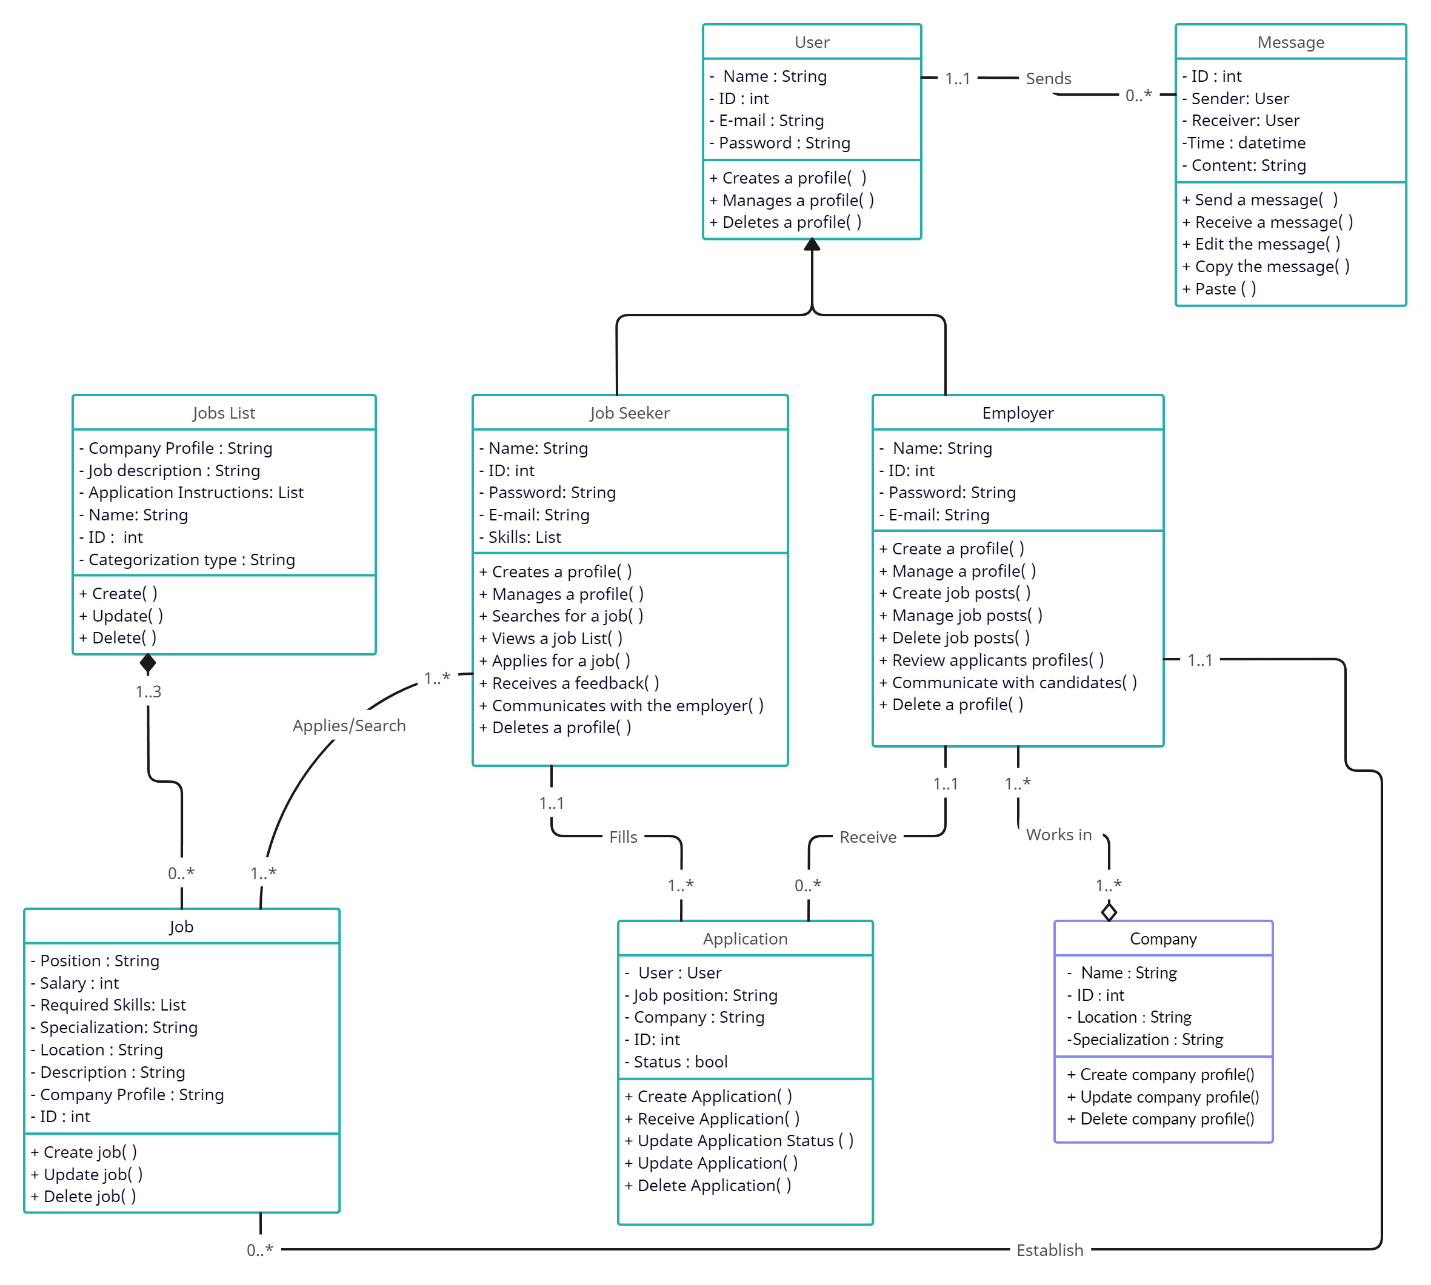 User
-  Name : String
- ID : int
- E-mail : String
- Password : String
+ Creates a profile(  )
+ Manages a profile( )
+ Deletes a profile( )
1..1
Sends
0..*
Message
- ID : int
- Sender: User
- Receiver: User
-Time : datetime
- Content: String
+ Send a message(  )
+ Receive a message( )
+ Edit the message( )
+ Copy the message( )
+ Paste ( )
Jobs List
- Company Profile : String
- Job description : String
- Application Instructions: List
- Name: String
- ID :  int
- Categorization type : String
+ Create( )
+ Update( )
+ Delete( )
Job Seeker
- Name: String
- ID: int
- Password: String
- E-mail: String
- Skills: List
+ Creates a profile( )
+ Manages a profile( )
+ Searches for a job( )
+ Views a job List( )
+ Applies for a job( )
+ Receives a feedback( )
+ Communicates with the employer( )
+ Deletes a profile( )
Employer
-  Name: String
- ID: int
- Password: String
- E-mail: String
+ Create a profile( )
+ Manage a profile( )
+ Create job posts( )
+ Manage job posts( )
+ Delete job posts( )
+ Review applicants profiles( )
+ Communicate with candidates( )
+ Delete a profile( )
1..1
1..3
1..*
Applies/Search
0..*
1..*
1..1
Fills
1..*
1..1
Receive
0..*
1..*
Works in
1..*
Job
- Position : String
- Salary : int
- Required Skills: List
- Specialization: String
- Location : String
- Description : String
- Company Profile : String
- ID : int
+ Create job( )
+ Update job( )
+ Delete job( )
Application
-  User : User
- Job position: String
- Company : String
- ID: int
- Status : bool
+ Create Application( )
+ Receive Application( )
+ Update Application Status ( )
+ Update Application( )
+ Delete Application( )
Company
-  Name : String
- ID : int
- Location : String
-Specialization : String
+ Create company profile()
+ Update company profile()
+ Delete company profile()
0..*
Establish